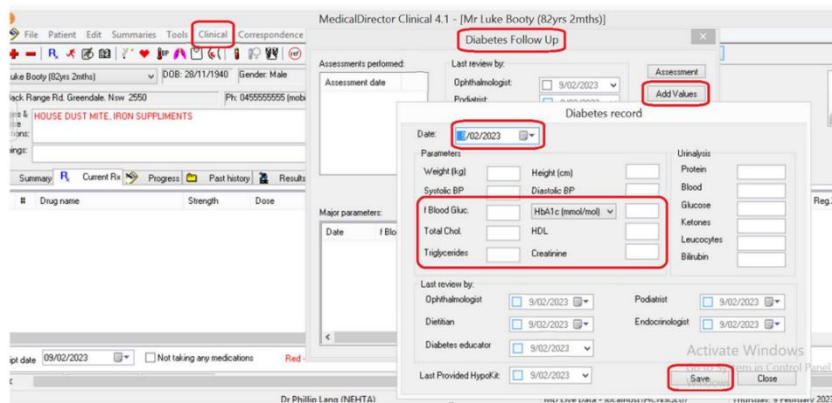 MedicalDirector Clinical 4.1 - [Mr Luke Booty (82yrs 2mths)]
File Patient Edit Summaries Tools Clinical Correspondence
Diabetes Follow Up
uke Booty (82yrs 2mths) DOB: 28/11/1940 Gender: Male
ack Range Rd. Greendale. Nsw 2550 Ph: 0455555555 (mobi
HOUSE DUST MITE, IRON SUPPLIMENTS
ings:
Summary Rx Current Rx Progress Past history Results
# Drug name Strength Dose
Reg.
Assessments performed:
Assessment date
Last review by:
Ophthalmologist: 9/02/2023
Podiatrist:
Assessment
Add Values
Major parameters:
Date f Blo
Diabetes record
Date: /02/2023
Parameters
Weight (kg) Height (cm)
Systolic BP Diastolic BP
f Blood Gluc. HbA1c (mmol/mol)
Total Chol. HDL
Triglycerides Creatinine
Urinalysis
Protein
Blood
Glucose
Ketones
Leucocytes
Bilirubin
Last review by:
Ophthalmologist 9/02/2023 Podiatrist 9/02/2023
Dietitian 9/02/2023 Endocrinologist 9/02/2023
Diabetes educator 9/02/2023
Last Provided HypoKit: 9/02/2023
Save Close
Activate Windows
Go to System in Control Panel
ipt date 09/02/2023 Not taking any medications Red -
Dr Phillip Lang (NEHTA)
Thursday, 9 February 2023